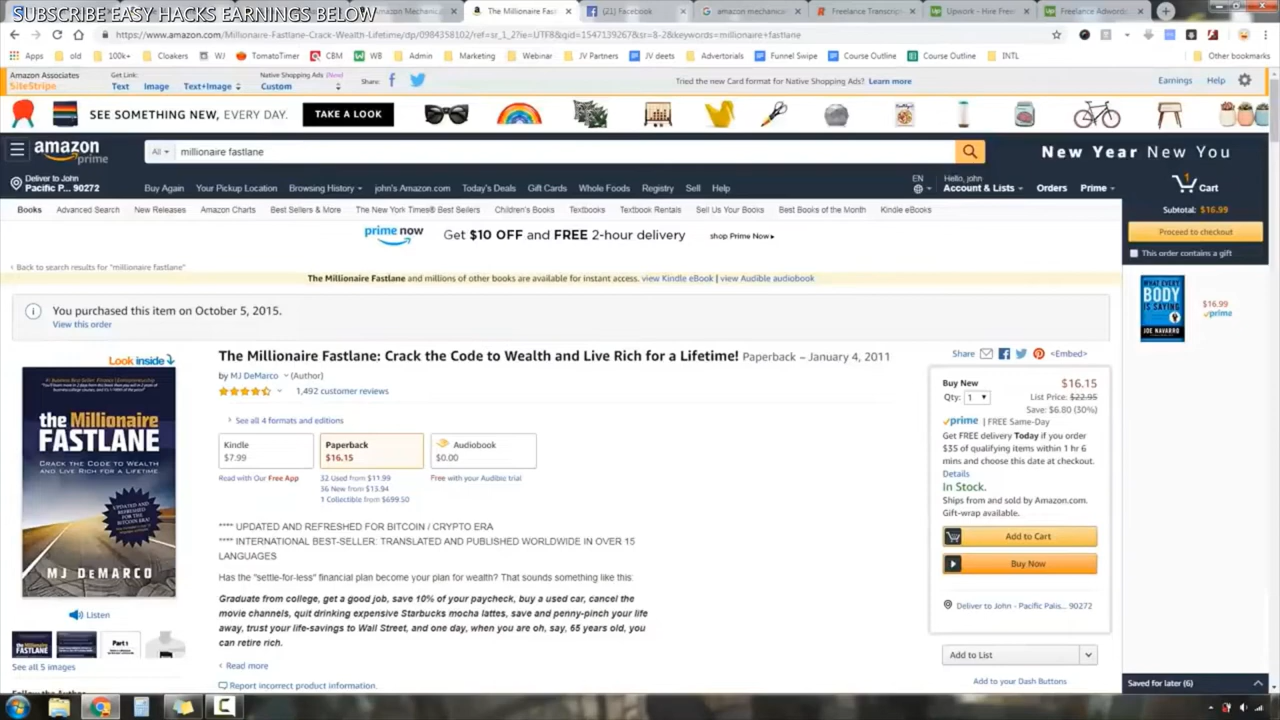 SUBSCRIBE EASY HACKS EARNINGS BELOW
Amazon Mechanic
The Millionaire Fas
(21) Facebook
amazon mechanic
Freelance Transcrip
Upwork - Hire Fre
Freelance Adword
https://www.amazon.com/Millionaire-Fastlane-Crack-Wealth-Lifetime/dp/0984358102/ref=sr_1_2?ie=UTF8&qid=1547139267&sr=8-2&keywords=millionaire+fastlane
Apps old 100k+ Cloakers WJ TomatoTimer CBM WB Admin Marketing Webinar JV Partners JV deets Advertorials Funnel Swipe Course Outline Course Outline INTL Other bookmarks
Amazon Associates
SiteStripe
Get Link:
Text Image Text+Image
Native Shopping Ads (New)
Custom
Share:
Tried the new Card format for Native Shopping Ads? Learn more
Earnings Help
SEE SOMETHING NEW, EVERY DAY. TAKE A LOOK
amazon prime
All millionaire fastlane
New Year New You
Deliver to John
Pacific P... 90272
Buy Again Your Pickup Location Browsing History john's Amazon.com Today's Deals Gift Cards Whole Foods Registry Sell Help
EN
Hello, john
Account & Lists Orders Prime
1
Cart
Books Advanced Search New Releases Amazon Charts Best Sellers & More The New York Times® Best Sellers Children's Books Textbooks Textbook Rentals Sell Us Your Books Best Books of the Month Kindle eBooks
Subtotal: $16.99
Proceed to checkout
This order contains a gift
prime now Get $10 OFF and FREE 2-hour delivery shop Prime Now
‹ Back to search results for "millionaire fastlane"
The Millionaire Fastlane and millions of other books are available for instant access. view Kindle eBook | view Audible audiobook
You purchased this item on October 5, 2015.
View this order
WHAT EVERY
BODY
IS SAYING
JOE NAVARRO
$16.99
prime
Look inside
The Millionaire Fastlane: Crack the Code to Wealth and Live Rich for a Lifetime! Paperback – January 4, 2011
by MJ DeMarco (Author)
1,492 customer reviews
See all 4 formats and editions
Kindle
$7.99
Paperback
$16.15
Audiobook
$0.00
Read with Our Free App
32 Used from $11.99
36 New from $13.94
1 Collectible from $699.50
Free with your Audible trial
**** UPDATED AND REFRESHED FOR BITCOIN / CRYPTO ERA
**** INTERNATIONAL BEST-SELLER: TRANSLATED AND PUBLISHED WORLDWIDE IN OVER 15
LANGUAGES
Has the "settle-for-less" financial plan become your plan for wealth? That sounds something like this:
Graduate from college, get a good job, save 10% of your paycheck, buy a used car, cancel the
movie channels, quit drinking expensive Starbucks mocha lattes, save and penny-pinch your life
away, trust your life-savings to Wall Street, and one day, when you are oh, say, 65 years old, you
can retire rich.
Read more
Report incorrect product information.
the Millionaire
FASTLANE
CRACK THE CODE TO WEALTH
AND LIVE RICH FOR A LIFETIME
UPDATED AND
REFRESHED
FOR THE
BITCOIN ERA!
MJ DEMARCO
Listen
the Millionaire
FASTLANE
Part 1
See all 5 images
Follow the Author
Share <Embed>
Buy New $16.15
Qty: 1 List Price: $22.95
Save: $6.80 (30%)
prime | FREE Same-Day
Get FREE delivery Today if you order
$35 of qualifying items within 1 hr 6
mins and choose this date at checkout.
Details
In Stock.
Ships from and sold by Amazon.com.
Gift-wrap available.
Add to Cart
Buy Now
Deliver to John - Pacific Palis... 90272
Add to List
Add to your Dash Buttons
Saved for later (6)